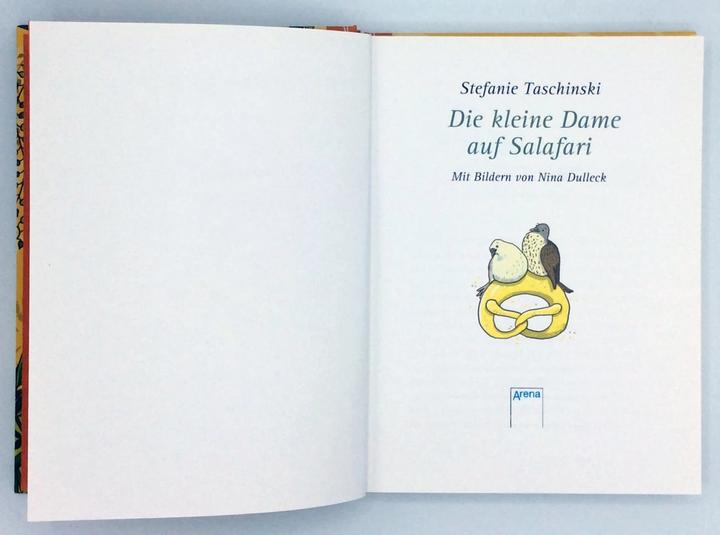 Stefanie Taschinski
Die kleine Dame
auf Salafari
Mit Bildern von Nina Dulleck
Arena